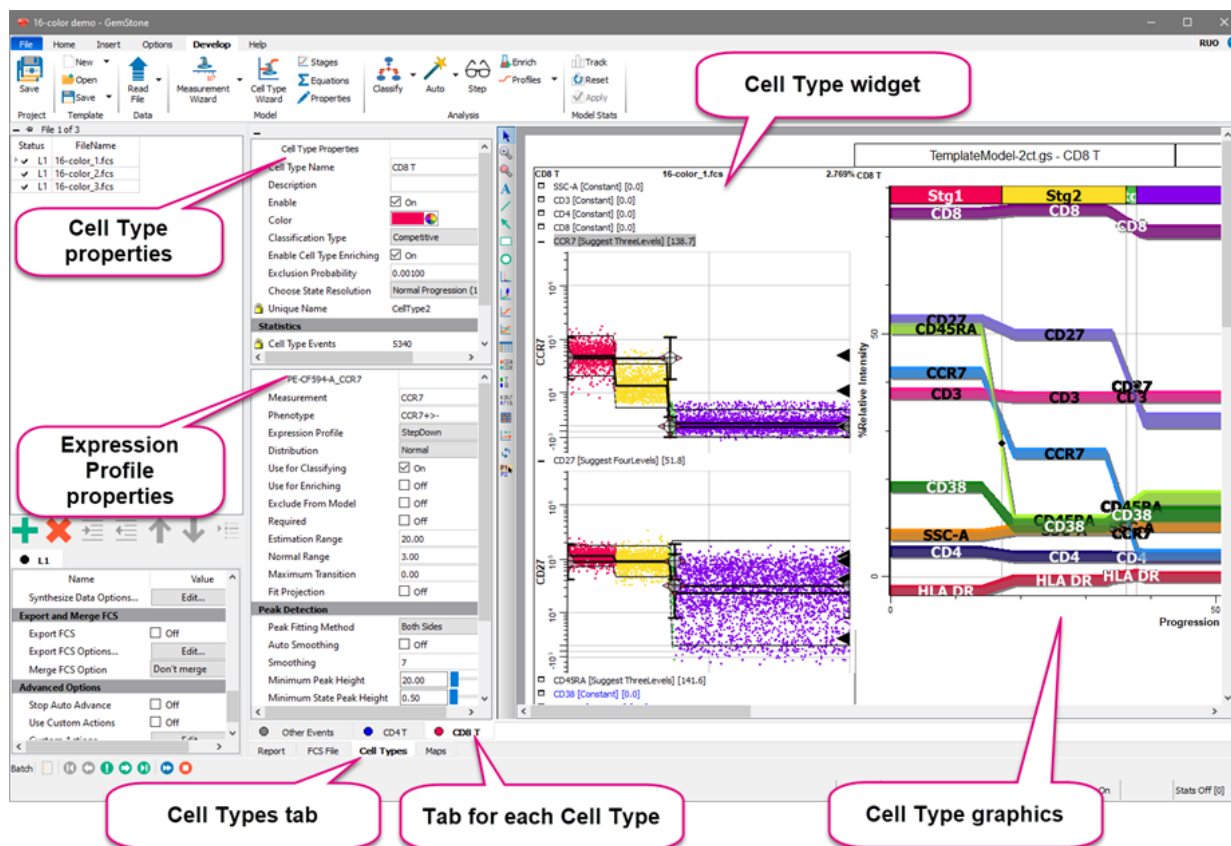 16-color demo - GemStone
File Home Insert Options Develop Help RUO
Save New Open Save Read File Measurement Wizard Cell Type Wizard Stages Equations Properties Classify Auto Step Enrich Profiles Track Reset Apply
Project Template Data Model Analysis Model Stats
Cell Type widget
File 1 of 3
Status FileName
L1 16-color_1.fcs
L1 16-color_2.fcs
L1 16-color_3.fcs
Cell Type properties
Expression Profile properties
L1
Name Value
Synthesize Data Options... Edit...
Export and Merge FCS
Export FCS Off
Export FCS Options... Edit...
Merge FCS Option Don't merge
Advanced Options
Stop Auto Advance Off
Use Custom Actions Off
Batch
Cell Type Properties
Cell Type Name CD8 T
Description
Enable On
Color
Classification Type Competitive
Enable Cell Type Enriching On
Exclusion Probability 0.00100
Choose State Resolution Normal Progression (1
Unique Name CellType2
Statistics
Cell Type Events 5340
PE-CF594-A_CCR7
Measurement CCR7
Phenotype CCR7+>-
Expression Profile StepDown
Distribution Normal
Use for Classifying On
Use for Enriching Off
Exclude From Model Off
Required Off
Estimation Range 20.00
Normal Range 3.00
Maximum Transition 0.00
Fit Projection Off
Peak Detection
Peak Fitting Method Both Sides
Auto Smoothing Off
Smoothing 7
Minimum Peak Height 20.00
Minimum State Peak Height 0.50
Other Events CD4 T CD8 T
Report FCS File Cell Types Maps
Cell Types tab
Tab for each Cell Type
CD8 T 16-color_1.fcs 2.769%
SSC-A [Constant] [0.0]
CD3 [Constant] [0.0]
CD4 [Constant] [0.0]
CD8 [Constant] [0.0]
CCR7 [Suggest ThreeLevels] [138.7]
CCR7
CD27 [Suggest FourLevels] [51.8]
CD27
CD45RA [Suggest ThreeLevels] [141.6]
CD38 [Constant] [0.0]
TemplateModel-2ct.gs - CD8 T
CD8 T
Stg1 Stg2
CD8 CD8 CD8
CD27 CD27 CD27
CD45RA CD45RA CD45RA
CCR7 CCR7 CCR7
CD3 CD3 CD3
CD38 CD38 CD38
SSC-A SSC-A SSC-A
CD4 CD4 CD4
HLA DR HLA DR HLA DR
%Relative Intensity
50
0
0 50
Progression
Cell Type graphics
On Stats Off [0]